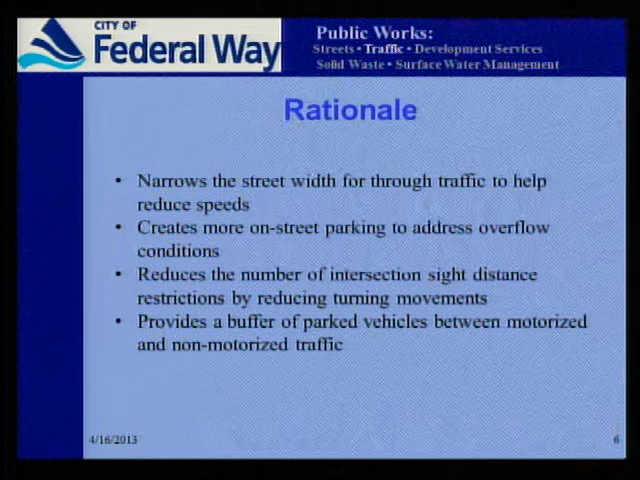 CITY OF
Federal Way
Public Works:
Streets • Traffic • Development Services
Solid Waste • Surface Water Management
Rationale
• Narrows the street width for through traffic to help
reduce speeds
• Creates more on-street parking to address overflow
conditions
• Reduces the number of intersection sight distance
restrictions by reducing turning movements
• Provides a buffer of parked vehicles between motorized
and non-motorized traffic
4/16/2013
6